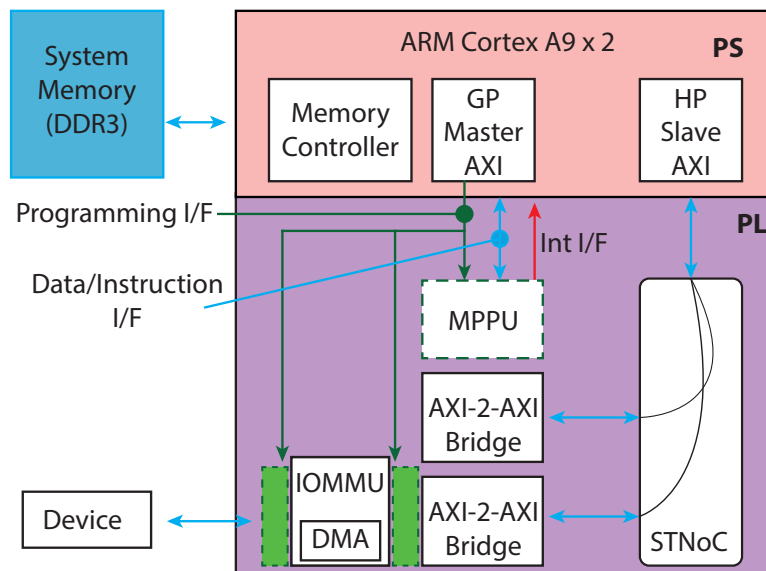 System
Memory
(DDR3)
ARM Cortex A9 x 2
PS
Memory
Controller
GP
Master
AXI
HP
Slave
AXI
Programming I/F
PL
Int I/F
Data/Instruction
I/F
MPPU
AXI-2-AXI
Bridge
IOMMU
DMA
AXI-2-AXI
Bridge
Device
STNoC